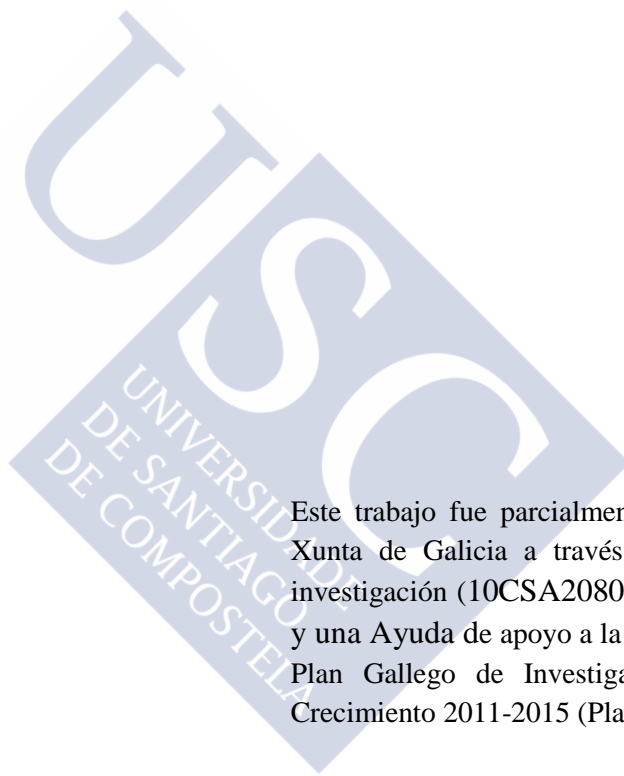 USC
UNIVERSIDADE
DE SANTIAGO
DE COMPOSTELA
Este trabajo fue parcialmen
Xunta de Galicia a través
investigación (10CSA2080
y una Ayuda de apoyo a la
Plan Gallego de Investiga
Crecimiento 2011-2015 (Pla